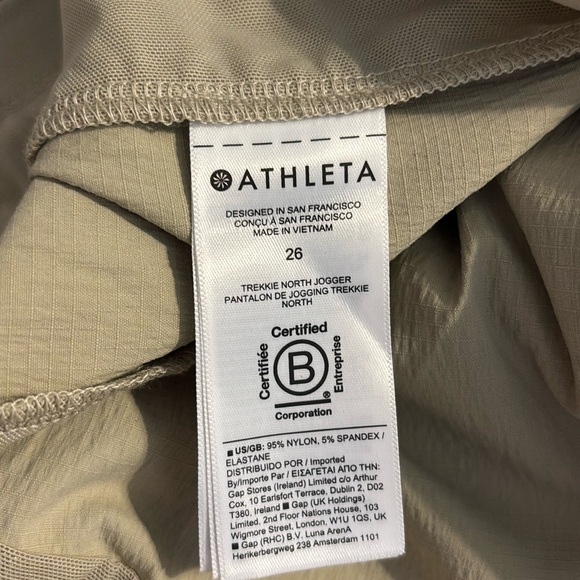 ATHLETA
DESIGNED IN SAN FRANCISCO
CONÇU À SAN FRANCISCO
MADE IN VIETNAM
26
TREKKIE NORTH JOGGER
PANTALON DE JOGGING TREKKIE
NORTH
Certified
Certifiée
B
Entreprise
®
Corporation
■ US/GB: 95% NYLON, 5% SPANDEX /
ELASTANE
DISTRIBUIDO POR / Imported
By/Importe Par / ΕΙΣΑΓΕΤΑΙ ΑΠΟ ΤΗΝ:
Gap Stores (Ireland) Limited c/o Arthur
Cox, 10 Earlsfort Terrace, Dublin 2, D02
T380, Ireland ■ Gap (UK Holdings)
Limited, 2nd Floor Nations House, 103
Wigmore Street, London, W1U 1QS, UK
■ Gap (RHC) B.V. Luna ArenA
Herikerbergweg 238 Amsterdam 1101